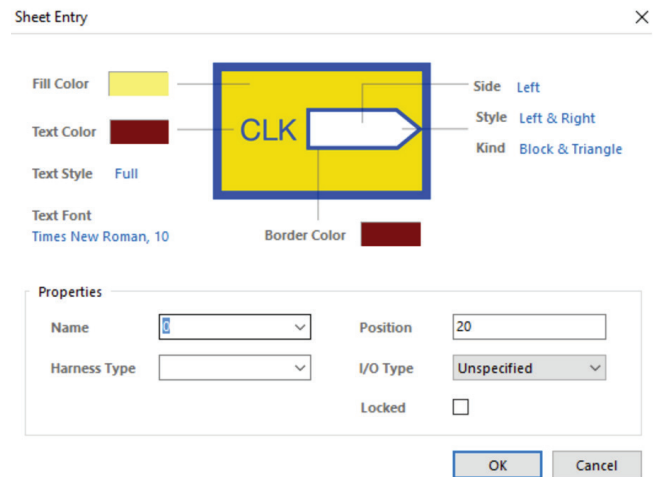 Sheet Entry
Fill Color
Side Left
Style Left & Right
Text Color
CLK
Kind Block & Triangle
Text Style Full
Text Font
Times New Roman, 10
Border Color
Properties
Name 0 Position 20
Harness Type I/O Type Unspecified
Locked
OK Cancel